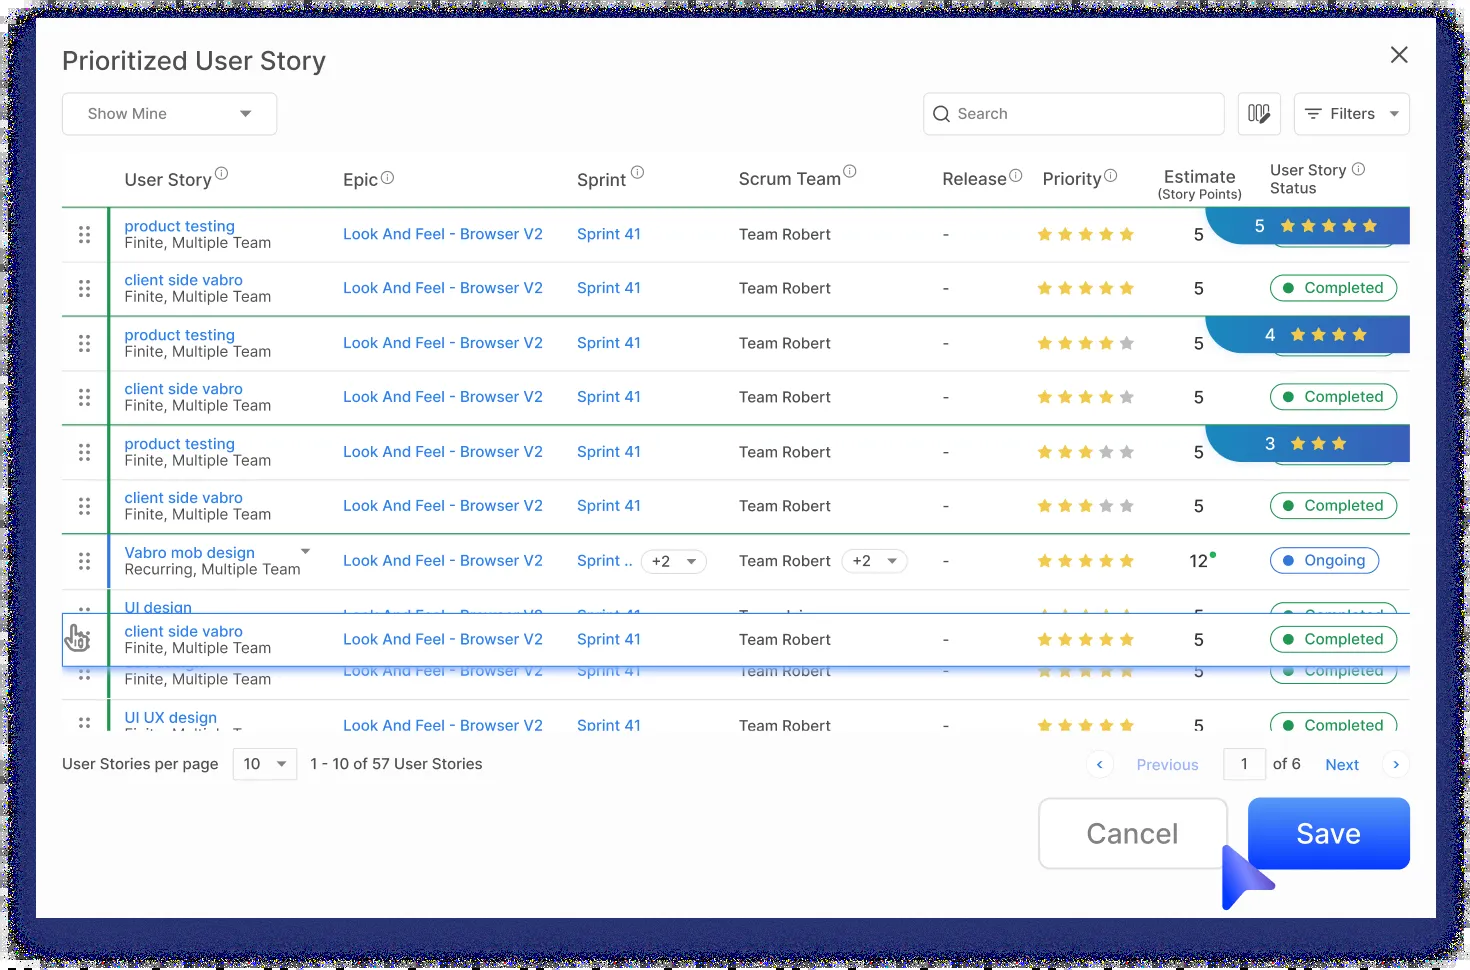 Prioritized User Story
Show Mine
Search
Filters
User Story Epic Sprint Scrum Team Release Priority Estimate (Story Points) User Story Status
product testing
Finite, Multiple Team
Look And Feel - Browser V2 Sprint 41 Team Robert - 5
5
client side vabro
Finite, Multiple Team
Look And Feel - Browser V2 Sprint 41 Team Robert - 5 Completed
product testing
Finite, Multiple Team
Look And Feel - Browser V2 Sprint 41 Team Robert - 5
4
client side vabro
Finite, Multiple Team
Look And Feel - Browser V2 Sprint 41 Team Robert - 5 Completed
product testing
Finite, Multiple Team
Look And Feel - Browser V2 Sprint 41 Team Robert - 5
3
client side vabro
Finite, Multiple Team
Look And Feel - Browser V2 Sprint 41 Team Robert - 5 Completed
Vabro mob design
Recurring, Multiple Team
Look And Feel - Browser V2 Sprint .. +2 Team Robert +2 - 12 Ongoing
UI design
client side vabro
Finite, Multiple Team
Look And Feel - Browser V2 Sprint 41 Team Robert - 5 Completed
Finite, Multiple Team
Look And Feel - Browser V2 Sprint 41 Team Robert - 5 Completed
UI UX design
Look And Feel - Browser V2 Sprint 41 Team Robert - 5 Completed
User Stories per page 10 1 - 10 of 57 User Stories
Previous 1 of 6 Next
Cancel
Save